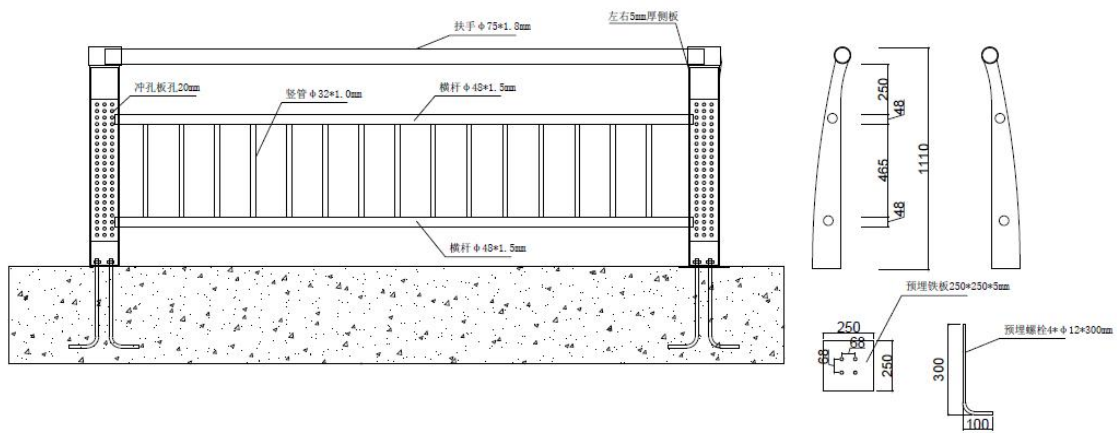 扶手φ75*1.8mm
左右5mm厚侧板
冲孔板孔20mm
竖管φ32*1.0mm
横杆φ48*1.5mm
横杆φ48*1.5mm
250
48
465
48
1110
预埋铁板250*250*5mm
250
68
68
250
预埋螺栓4*φ12*300mm
300
100